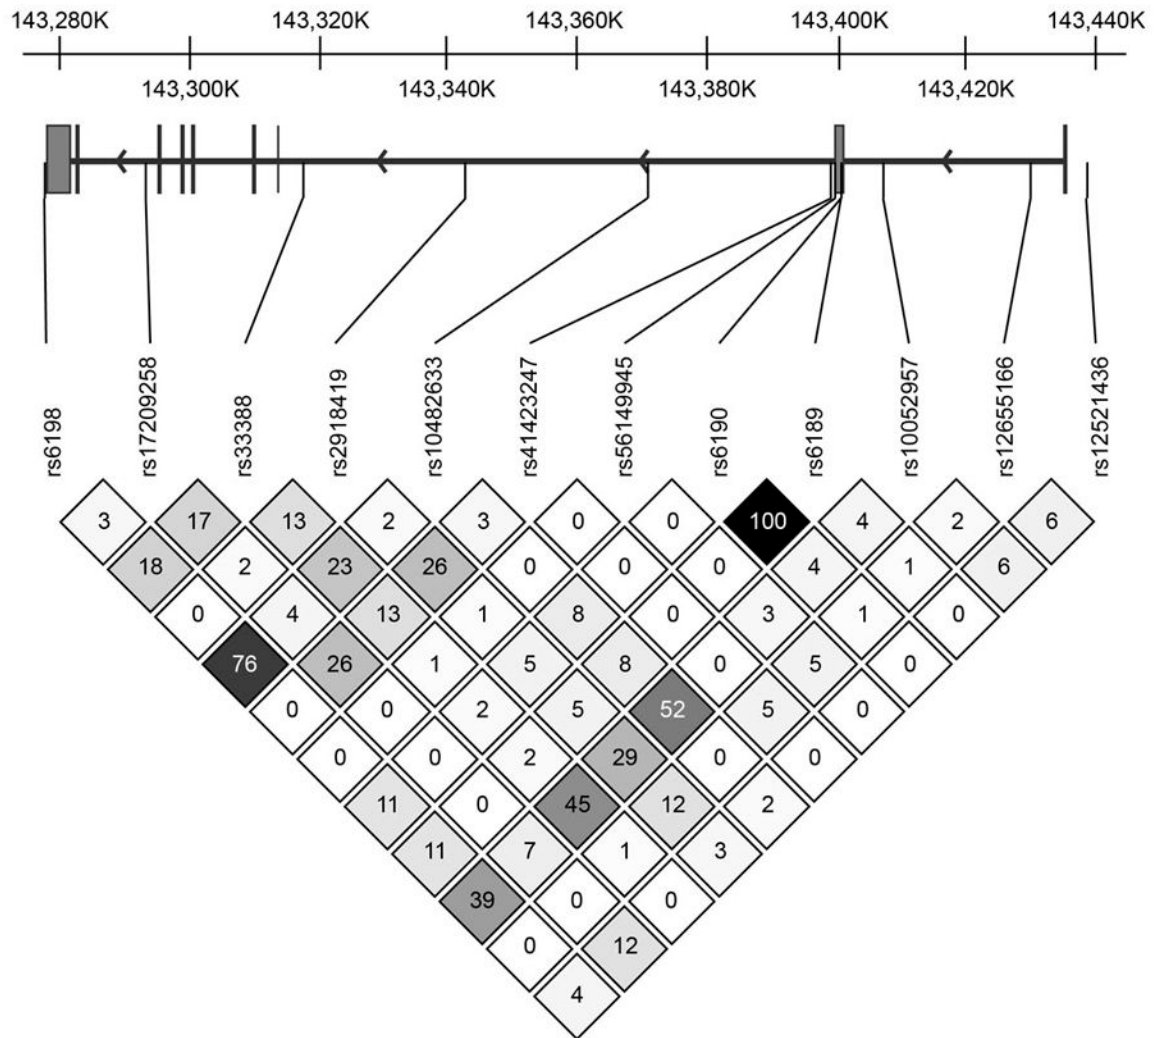 143,280K 143,320K 143,360K 143,400K 143,440K
143,300K 143,340K 143,380K 143,420K
rs6198
rs17209258
rs33388
rs2918419
rs10482633
rs41423247
rs56149945
rs6190
rs6189
rs10052957
rs12655166
rs12521436
3 17 13 2 3 0 0 100 4 2 6
18 2 23 26 0 0 0 4 1 6
0 4 13 1 8 0 3 1 0
76 26 1 5 8 0 5 0
0 0 2 5 52 5 0
0 0 2 29 0 0
11 0 45 12 2
11 7 1 3
39 0 0
0 12
4